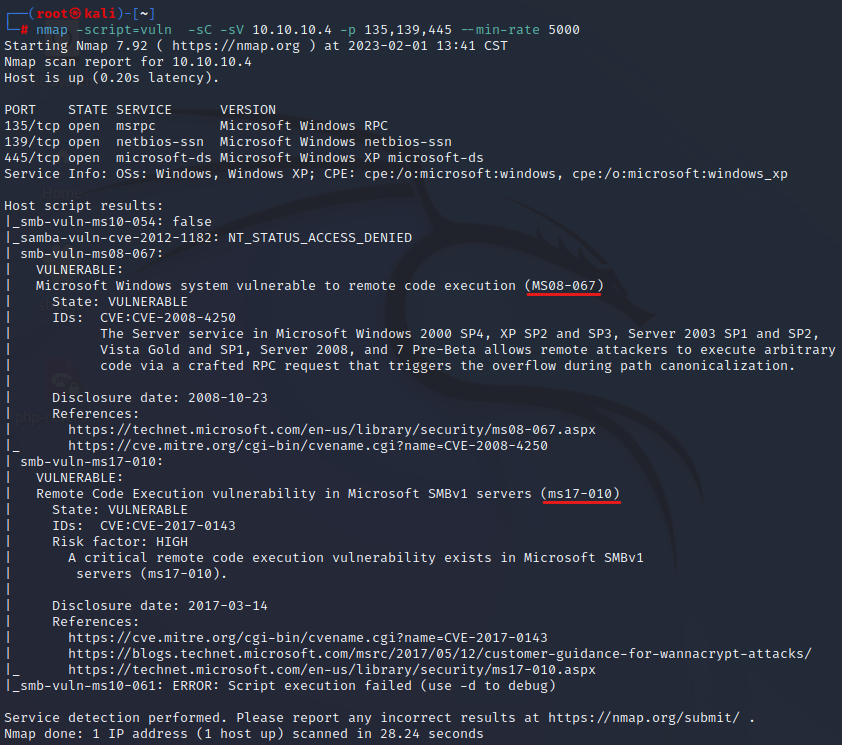 ┌──(root㉿kali)-[~]
└─# nmap -script=vuln  -sC -sV 10.10.10.4 -p 135,139,445 --min-rate 5000
Starting Nmap 7.92 ( https://nmap.org ) at 2023-02-01 13:41 CST
Nmap scan report for 10.10.10.4
Host is up (0.20s latency).

PORT    STATE SERVICE      VERSION
135/tcp open  msrpc        Microsoft Windows RPC
139/tcp open  netbios-ssn  Microsoft Windows netbios-ssn
445/tcp open  microsoft-ds Microsoft Windows XP microsoft-ds
Service Info: OSs: Windows, Windows XP; CPE: cpe:/o:microsoft:windows, cpe:/o:microsoft:windows_xp

Host script results:
|_smb-vuln-ms10-054: false
|_samba-vuln-cve-2012-1182: NT_STATUS_ACCESS_DENIED
| smb-vuln-ms08-067:
|   VULNERABLE:
|   Microsoft Windows system vulnerable to remote code execution (MS08-067)
|     State: VULNERABLE
|     IDs:  CVE:CVE-2008-4250
|           The Server service in Microsoft Windows 2000 SP4, XP SP2 and SP3, Server 2003 SP1 and SP2,
|           Vista Gold and SP1, Server 2008, and 7 Pre-Beta allows remote attackers to execute arbitrary
|           code via a crafted RPC request that triggers the overflow during path canonicalization.
|
|     Disclosure date: 2008-10-23
|     References:
|       https://technet.microsoft.com/en-us/library/security/ms08-067.aspx
|_      https://cve.mitre.org/cgi-bin/cvename.cgi?name=CVE-2008-4250
| smb-vuln-ms17-010:
|   VULNERABLE:
|   Remote Code Execution vulnerability in Microsoft SMBv1 servers (ms17-010)
|     State: VULNERABLE
|     IDs:  CVE:CVE-2017-0143
|     Risk factor: HIGH
|       A critical remote code execution vulnerability exists in Microsoft SMBv1
|        servers (ms17-010).
|
|     Disclosure date: 2017-03-14
|     References:
|       https://cve.mitre.org/cgi-bin/cvename.cgi?name=CVE-2017-0143
|       https://blogs.technet.microsoft.com/msrc/2017/05/12/customer-guidance-for-wannacrypt-attacks/
|_      https://technet.microsoft.com/en-us/library/security/ms17-010.aspx
|_smb-vuln-ms10-061: ERROR: Script execution failed (use -d to debug)

Service detection performed. Please report any incorrect results at https://nmap.org/submit/ .
Nmap done: 1 IP address (1 host up) scanned in 28.24 seconds